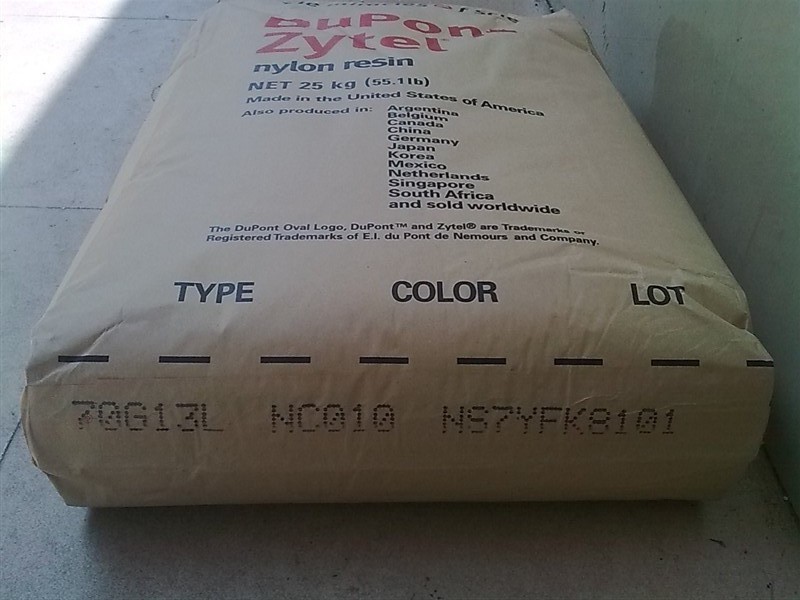 DuPont
Zytel
nylon resin
NET 25 kg (55.1lb)
Made in the United States of America
Also produced in: Argentina
Belgium
Canada
China
Germany
Japan
Korea
Mexico
Netherlands
Singapore
South Africa
and sold worldwide
The DuPont Oval Logo, DuPont™ and Zytel® are Trademarks or
Registered Trademarks of E.I. du Pont de Nemours and Company.
TYPE COLOR LOT
70G13L NC010 NS7YFK8101